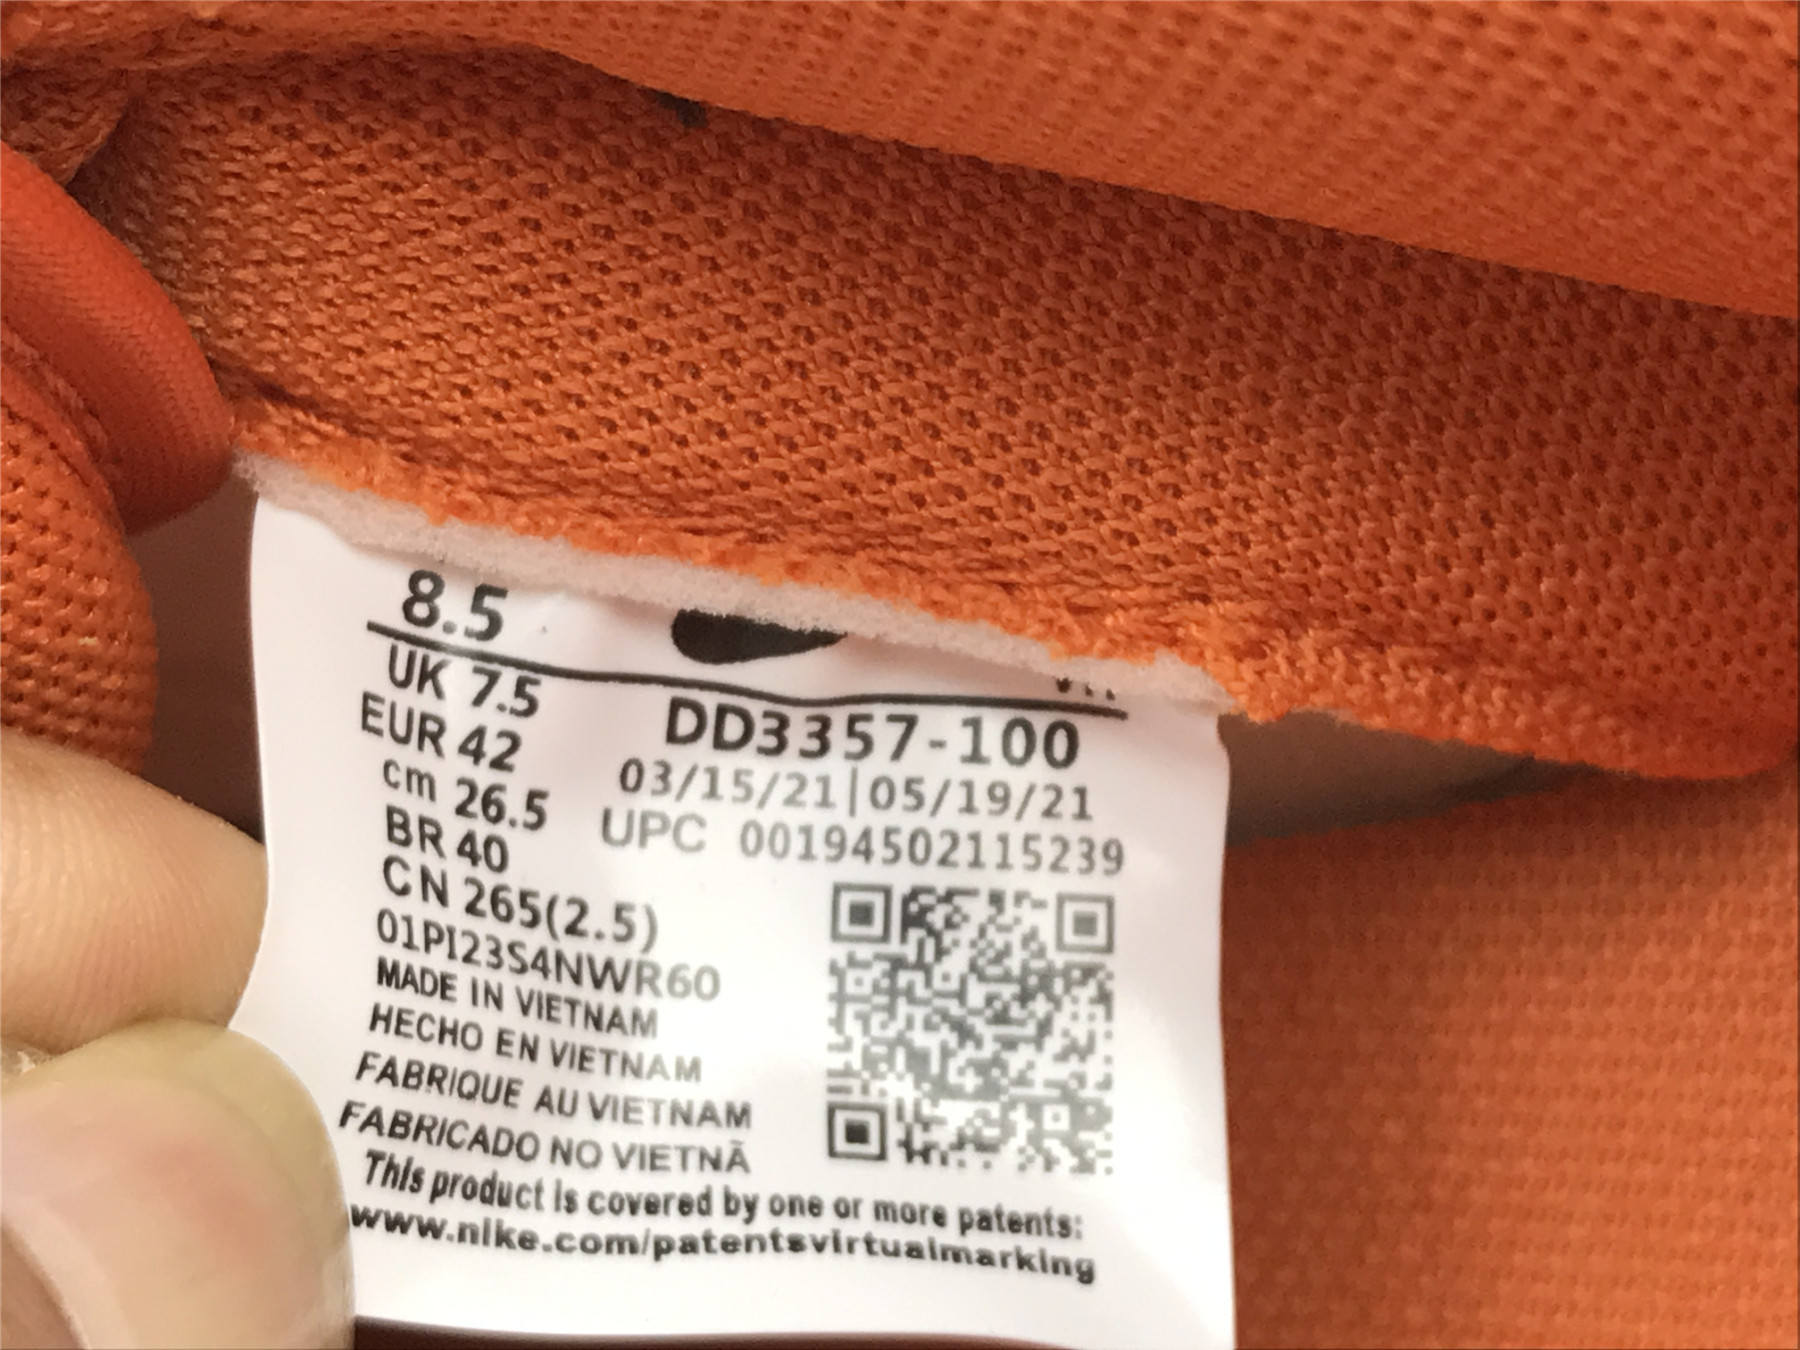 8.5
UK 7.5
EUR 42
cm 26.5
BR 40
CN 265(2.5)
01PI23S4NWR60
DD3357-100
03/15/21|05/19/21
UPC 00194502115239
MADE IN VIETNAM
HECHO EN VIETNAM
FABRIQUE AU VIETNAM
FABRICADO NO VIETNÃ
This product is covered by one or more patents:
www.nike.com/patentsvirtualmarking